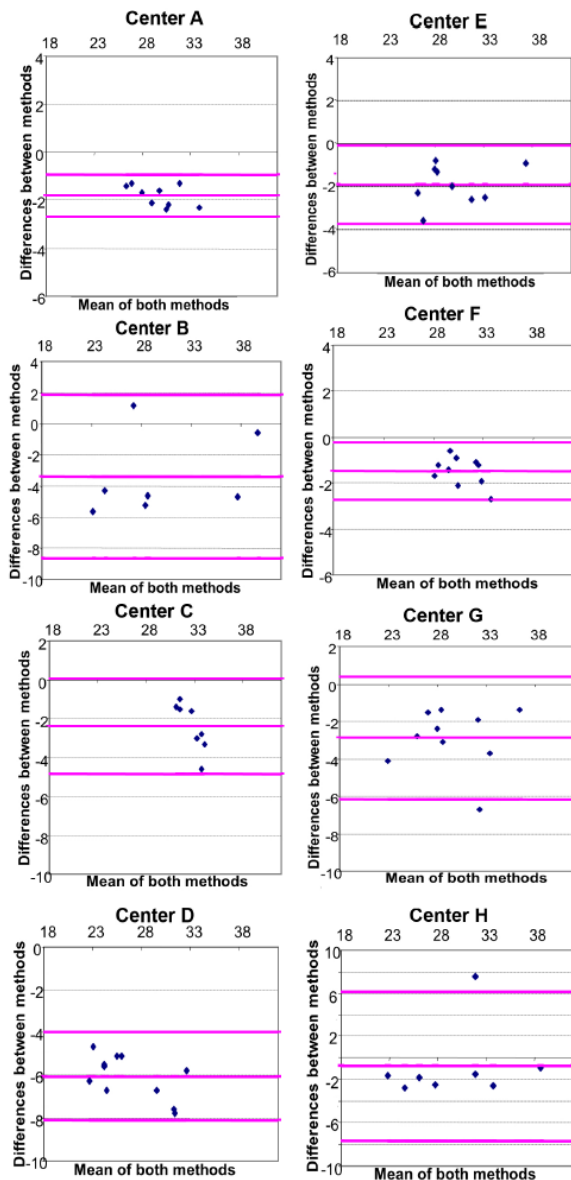 Center A
18 23 28 33 38
4
2
0
-2
-4
-6
Differences between methods
Mean of both methods
Center E
18 23 28 33 38
4
2
0
-2
-4
-6
Differences between methods
Mean of both methods
Center B
18 23 28 33 38
4
2
0
-2
-4
-6
-8
-10
Differences between methods
Mean of both methods
Center F
18 23 28 33 38
4
2
0
-2
-4
-6
Differences between methods
Mean of both methods
Center C
18 23 28 33 38
2
0
-2
-4
-6
-8
-10
Differences between methods
Mean of both methods
Center G
18 23 28 33 38
2
0
-2
-4
-6
-8
-10
Differences between methods
Mean of both methods
Center D
18 23 28 33 38
0
-2
-4
-6
-8
-10
Differences between methods
Mean of both methods
Center H
18 23 28 33 38
10
6
2
-2
-6
-10
Differences between methods
Mean of both methods